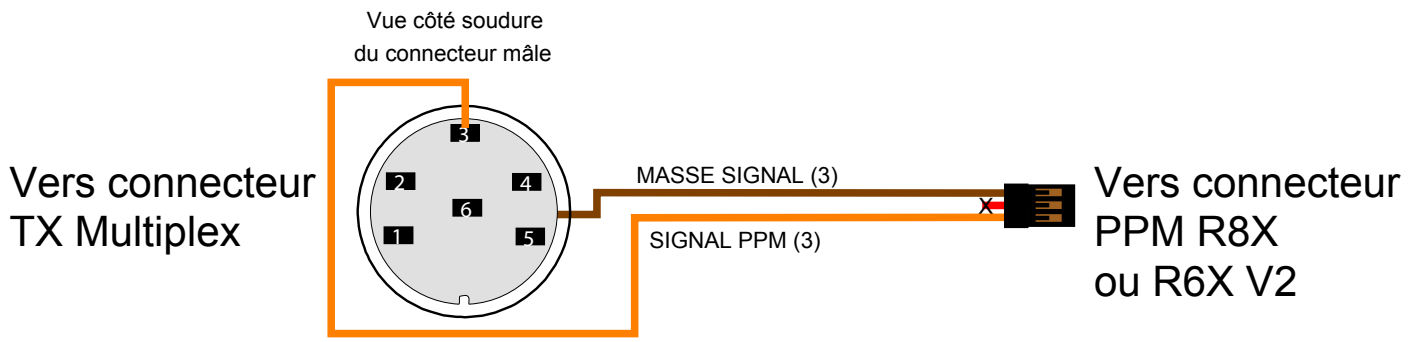 Vue côté soudure
du connecteur mâle
Vers connecteur
TX Multiplex
3
2
4
6
1
5
MASSE SIGNAL (3)
X
SIGNAL PPM (3)
Vers connecteur
PPM R8X
ou R6X V2